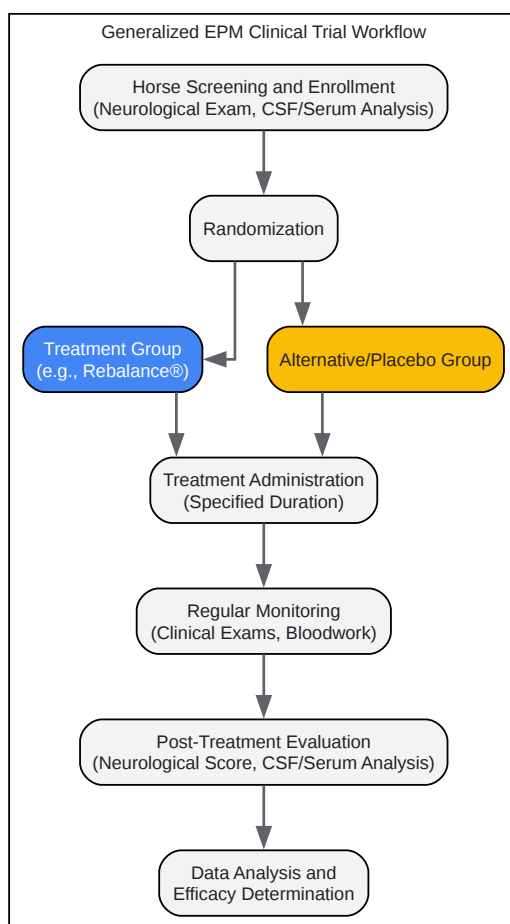 Generalized EPM Clinical Trial Workflow
Horse Screening and Enrollment
(Neurological Exam, CSF/Serum Analysis)
Randomization
Treatment Group
(e.g., Rebalance®)
Alternative/Placebo Group
Treatment Administration
(Specified Duration)
Regular Monitoring
(Clinical Exams, Bloodwork)
Post-Treatment Evaluation
(Neurological Score, CSF/Serum Analysis)
Data Analysis and
Efficacy Determination